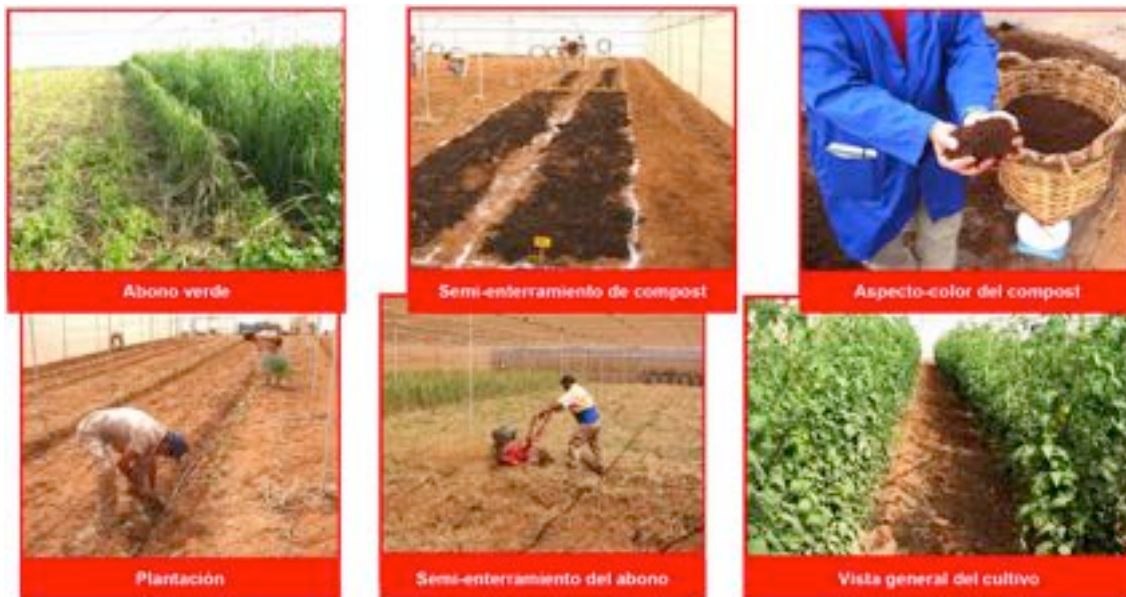 Abono verde
Semi-enterramiento de compost
Aspecto-color del compost
Plantación
Semi-enterramiento del abono
Vista general del cultivo